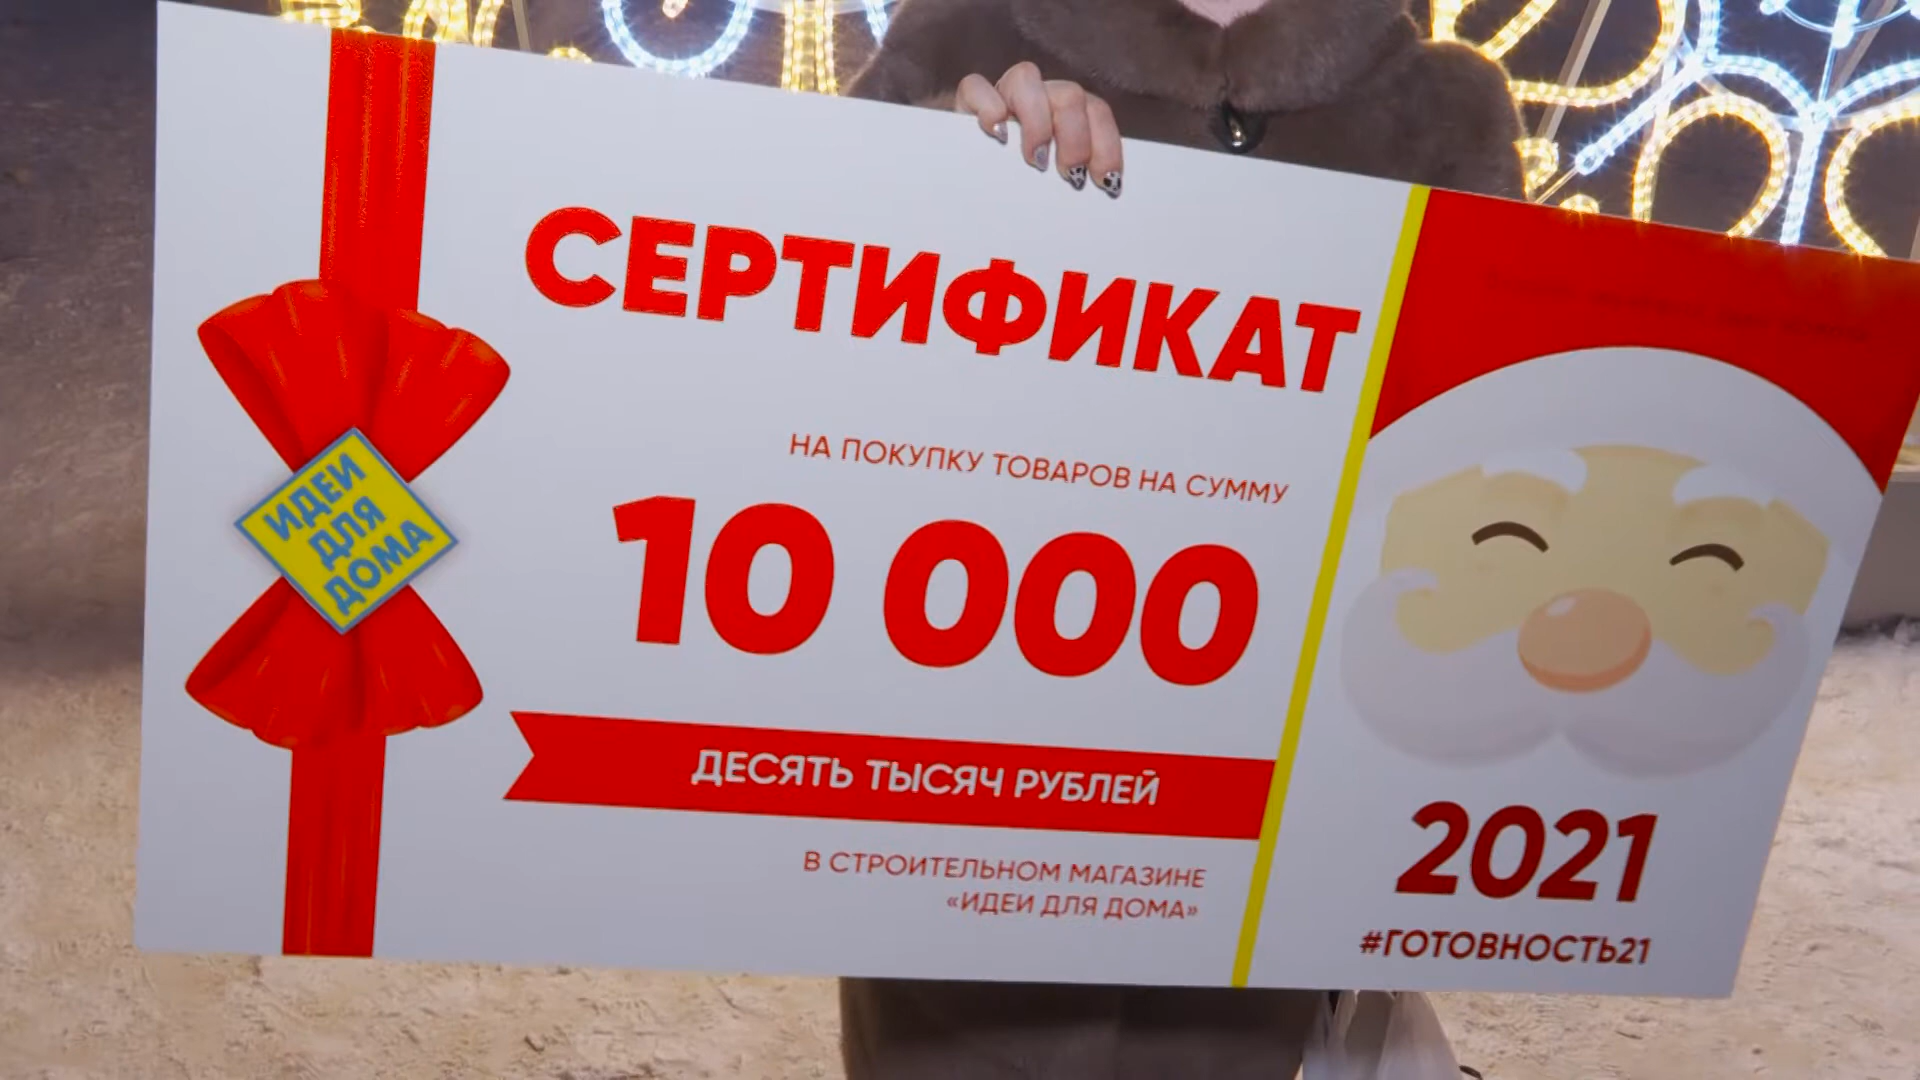 СЕРТИФИКАТ
НА ПОКУПКУ ТОВАРОВ НА СУММУ
10 000
ДЕСЯТЬ ТЫСЯЧ РУБЛЕЙ
В СТРОИТЕЛЬНОМ МАГАЗИНЕ
«ИДЕИ ДЛЯ ДОМА»
ИДЕИ
ДЛЯ
ДОМА
2021
#ГОТОВНОСТЬ21